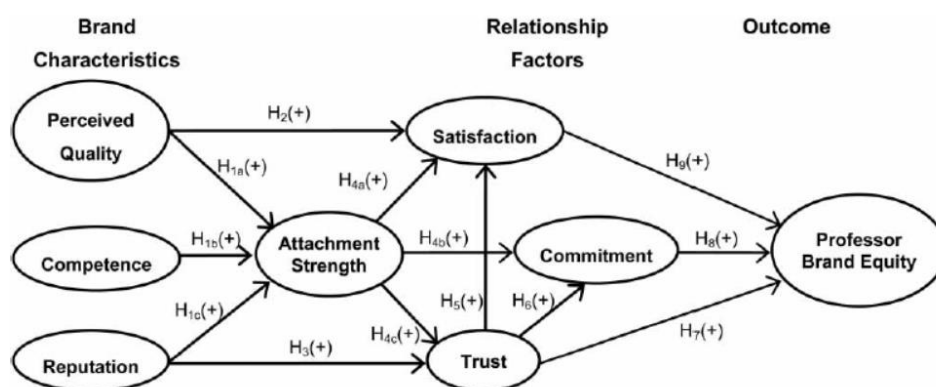 Brand
Characteristics
Relationship
Factors
Outcome
Perceived
Quality
H2(+)
Satisfaction
H1a(+)
H4a(+)
H9(+)
Competence
H1b(+)
Attachment
Strength
H4b(+)
Commitment
H8(+)
Professor
Brand Equity
H1c(+)
H4c(+)
H5(+)
H6(+)
H7(+)
Reputation
H3(+)
Trust